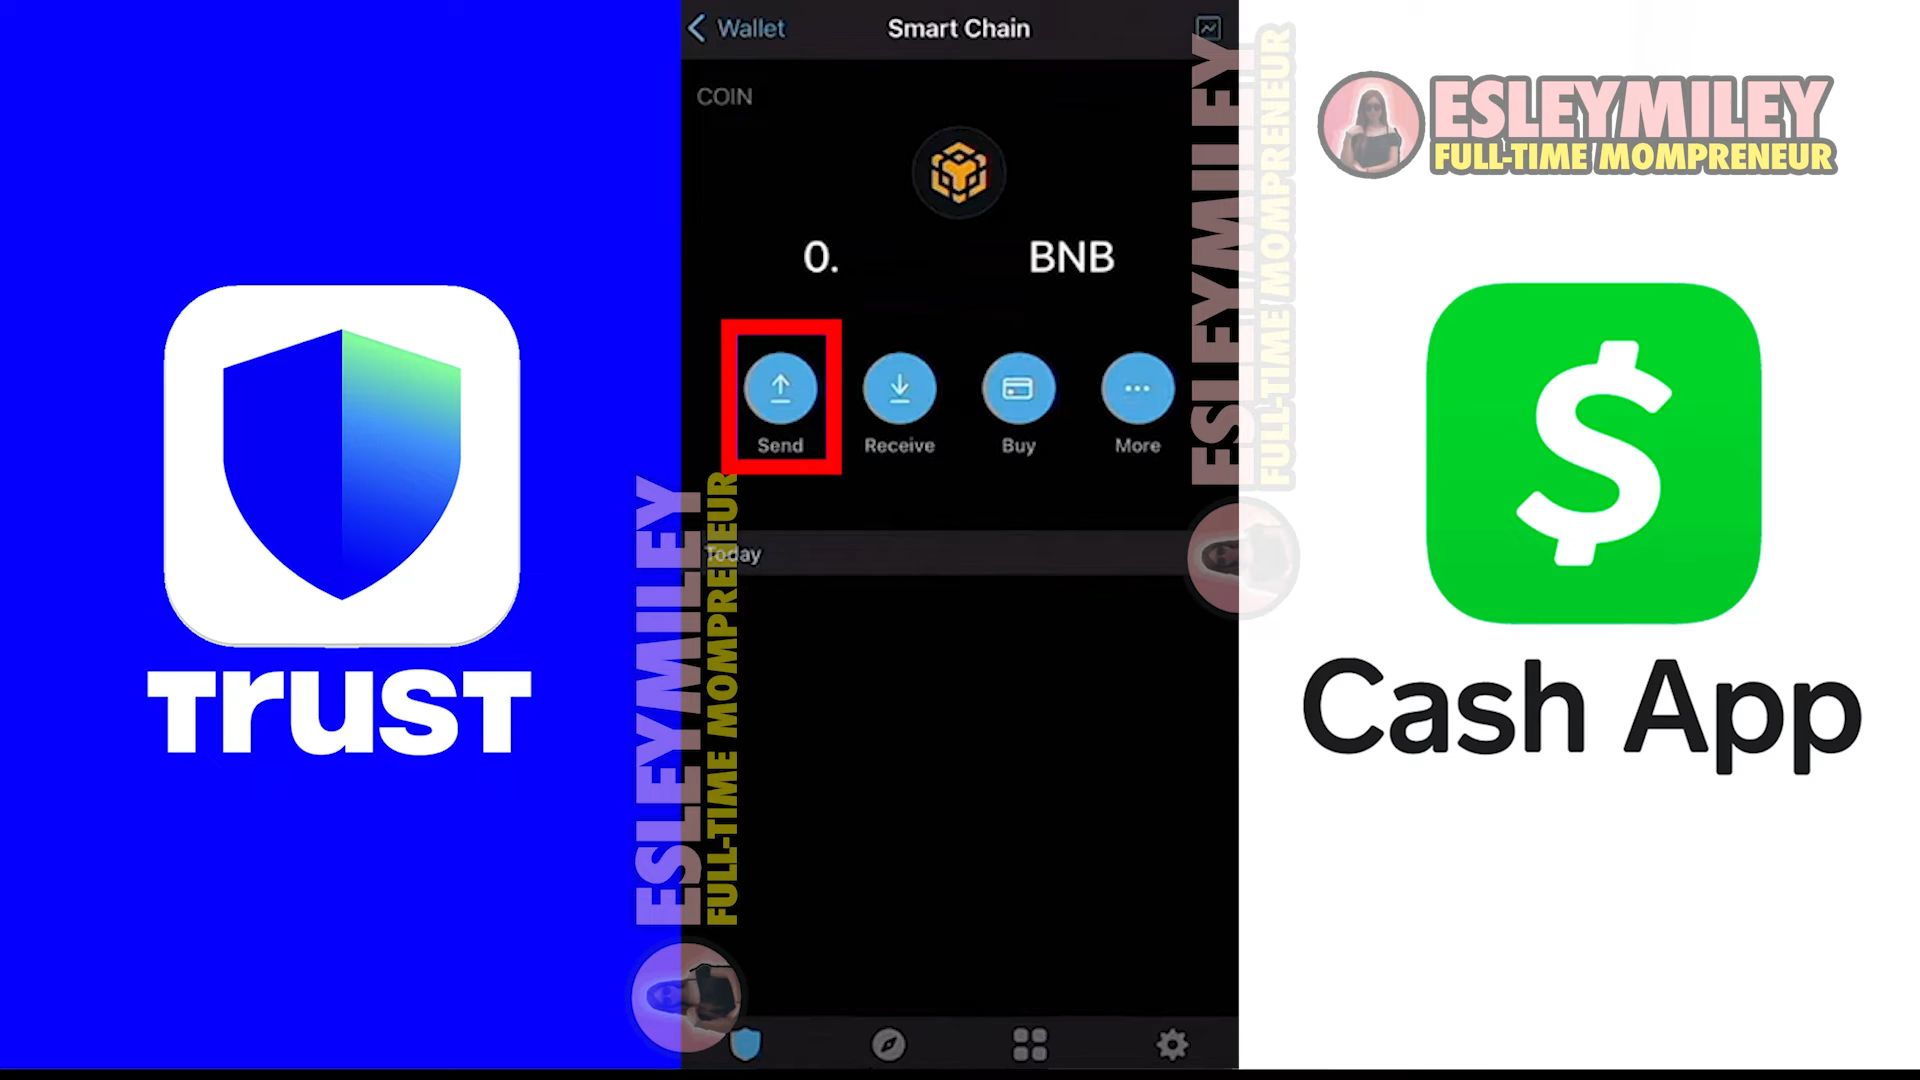 Wallet
Smart Chain
COIN
0. BNB
Send
Receive
Buy
More
Today
TrusT
ESLEYMILEY
FULL-TIME MOMPRENEUR
ESLEYMILEY
FULL-TIME MOMPRENEUR
ESLEYMILEY
FULL-TIME MOMPRENEUR
$
Cash App